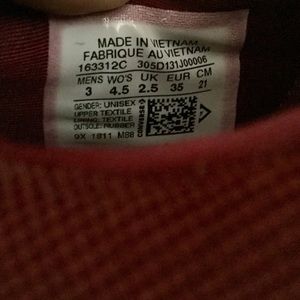 MADE IN VIETNAM
FABRIQUE AU VIETNAM
163312C 305D131J00006
MENS WO'S UK EUR CM
3 4.5 2.5 35 21
GENDER: UNISEX
UPPER: TEXTILE
LINING: TEXTILE
OUTSOLE: RUBBER
9X 1811 M88
CONVERSE